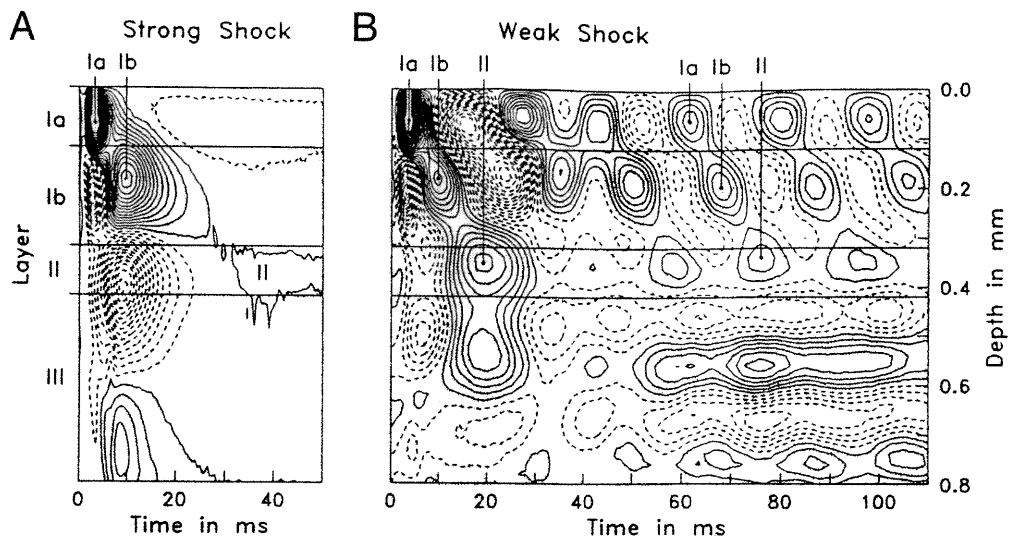 A Strong Shock
B Weak Shock
Ia Ib
Ia Ib II Ia Ib II
Layer
Ia
Ib
II
III
II
0 20 40
Time in ms
0 20 40 60 80 100
Time in ms
0.0
0.2
0.4
0.6
0.8
Depth in mm